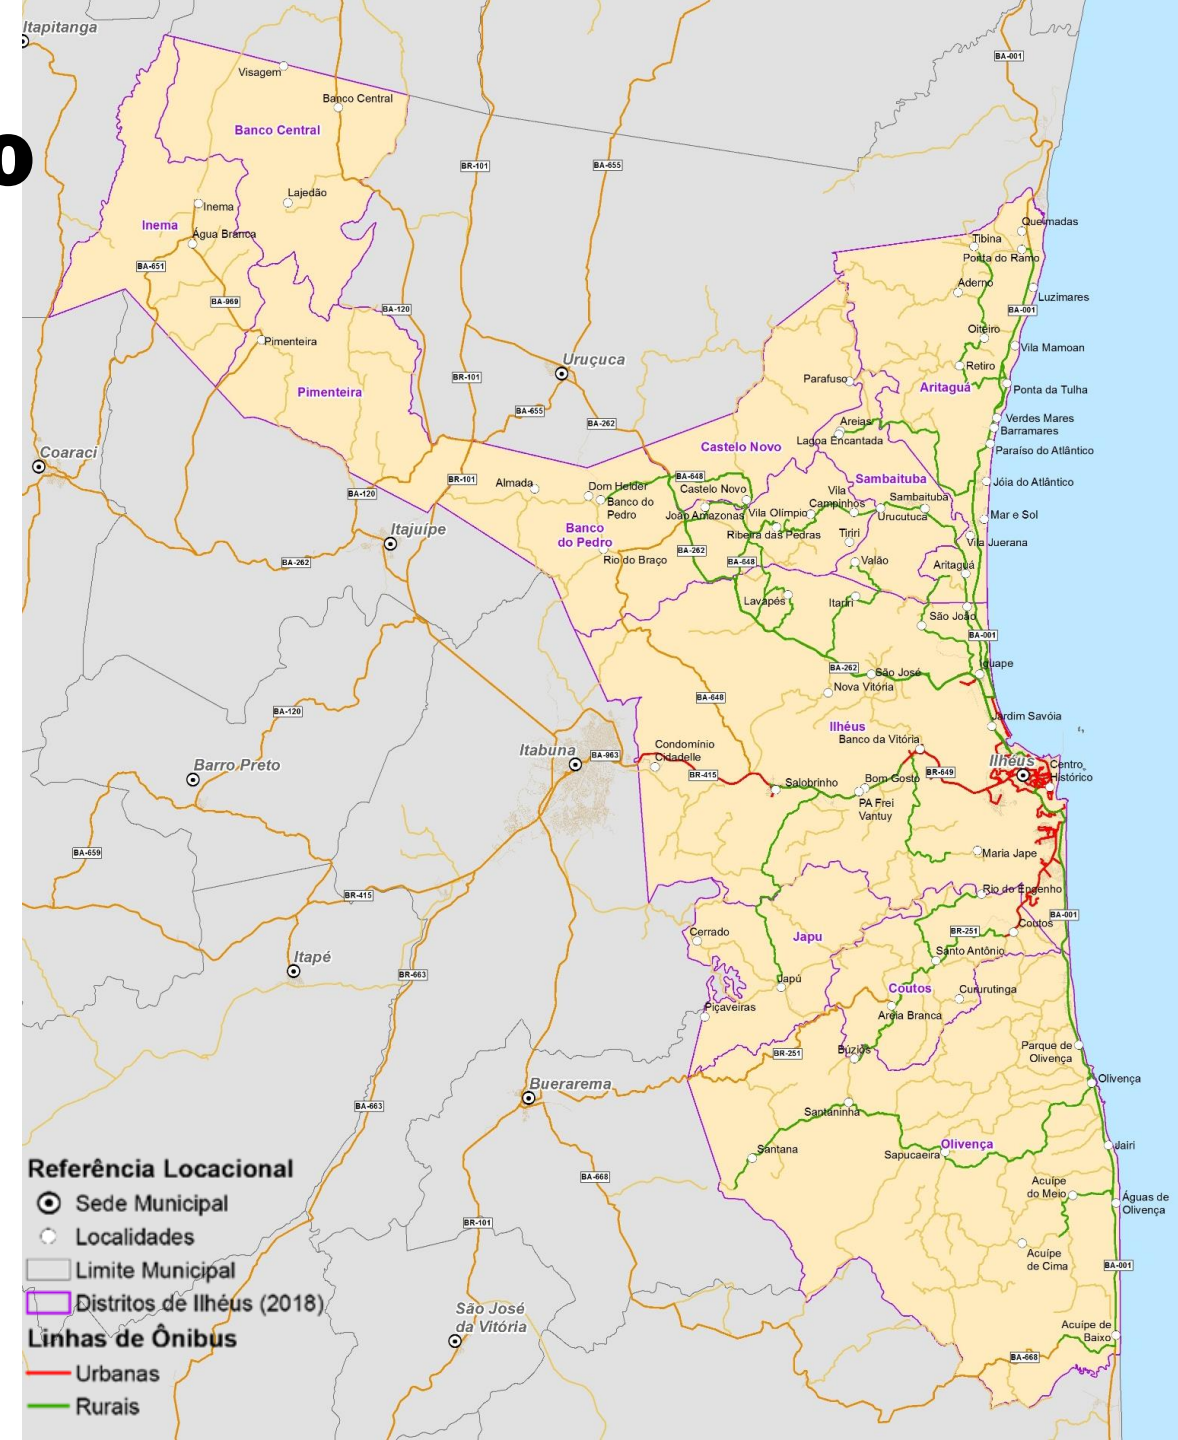 Itapitanga
o
BA-001
Visagem
Banco Central
Banco Central
BR-101
BA-655
Lajedão
Inema
Inema
Água Branca
BA-651
BA-969
BA-120
Pimenteira
Pimenteira
Queimadas
Tibina
Ponta do Ramo
Aderno
Luzimares
BA-001
Oiteiro
Vila Mamoan
Retiro
Uruçuca
BR-101
Parafuso
Aritaguá
Ponta da Tulha
BA-655
BA-262
Areias
Lagoa Encantada
Verdes Mares
Barramares
Paraíso do Atlântico
Castelo Novo
Coaraci
BR-101
Almada
Dom Helder
Banco do
Pedro
BA-648
Castelo Novo
João Amazonas
Vila Olímpio
Vila
Campinhos
Sambaituba
Sambaituba
Urucutuca
Jóia do Atlântico
BA-120
Itajuípe
Banco
do Pedro
Mar e Sol
Ribeira das Pedras
Tiriri
Vila Juerana
BA-262
BA-262
Rio do Braço
BA-648
Valão
Aritaguá
Lavapés
Itariri
São João
BA-001
BA-262
São José
Iguape
Nova Vitória
BA-648
BA-120
Jardim Savóia
Ilhéus
Banco da Vitória
Itabuna
BA-963
Condomínio
Cidadelle
BR-415
Salobrinho
Bom Gosto
PA Frei
Vantuy
BR-649
Ilhéus
Centro
Histórico
Barro Preto
BA-659
Maria Jape
BR-415
Rio do Engenho
Cerrado
Japu
BR-251
Coutos
BA-001
Itapé
BR-663
Santo Antônio
Japú
Coutos
Cururutinga
Piçaveiras
Areia Branca
BR-251
Búzios
Parque de
Olivença
Buerarema
Olivença
BA-663
Santaninha
Santana
Olivença
Sapucaeira
Jairi
BA-668
Acuípe
do Meio
Águas de
Olivença
BR-101
Acuípe
de Cima
BA-001
São José
da Vitória
Acuípe de
Baixo
BA-668
Referência Locacional
Sede Municipal
Localidades
Limite Municipal
Distritos de Ilhéus (2018)
Linhas de Ônibus
Urbanas
Rurais